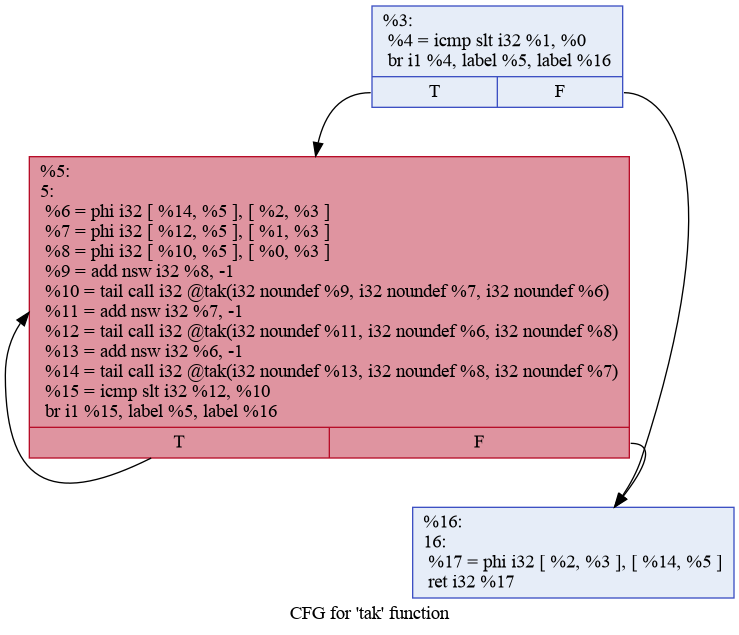 %3:
%4 = icmp slt i32 %1, %0
br i1 %4, label %5, label %16
T
F
%5:
5:
%6 = phi i32 [ %14, %5 ], [ %2, %3 ]
%7 = phi i32 [ %12, %5 ], [ %1, %3 ]
%8 = phi i32 [ %10, %5 ], [ %0, %3 ]
%9 = add nsw i32 %8, -1
%10 = tail call i32 @tak(i32 noundef %9, i32 noundef %7, i32 noundef %6)
%11 = add nsw i32 %7, -1
%12 = tail call i32 @tak(i32 noundef %11, i32 noundef %6, i32 noundef %8)
%13 = add nsw i32 %6, -1
%14 = tail call i32 @tak(i32 noundef %13, i32 noundef %8, i32 noundef %7)
%15 = icmp slt i32 %12, %10
br i1 %15, label %5, label %16
T
F
%16:
16:
%17 = phi i32 [ %2, %3 ], [ %14, %5 ]
ret i32 %17
CFG for 'tak' function